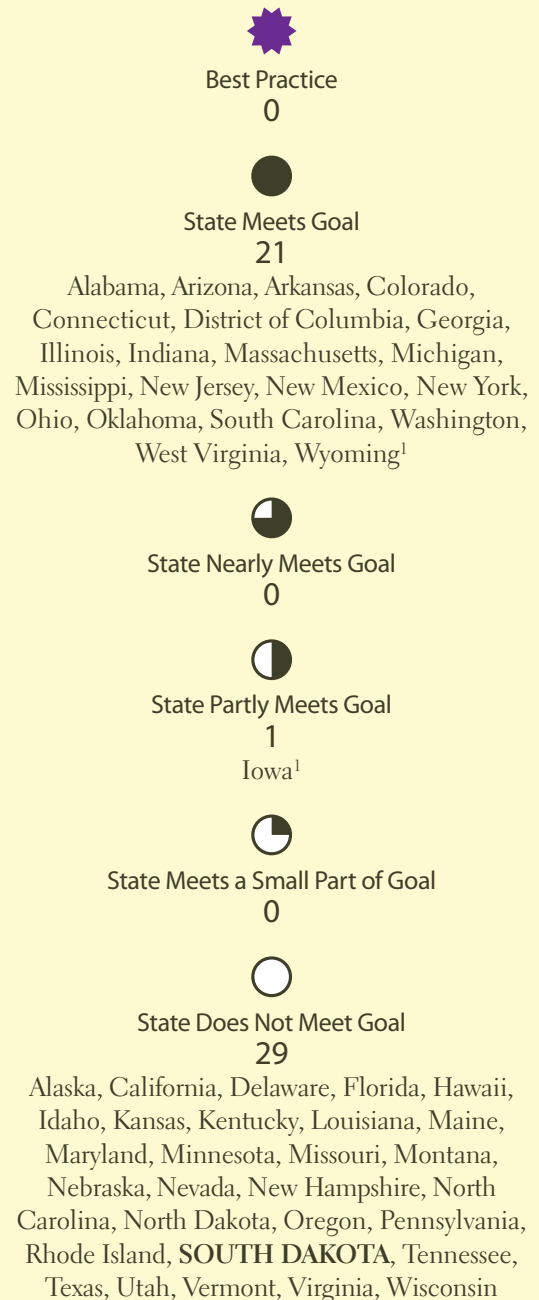 Best Practice
0
State Meets Goal
21
Alabama, Arizona, Arkansas, Colorado,
Connecticut, District of Columbia, Georgia,
Illinois, Indiana, Massachusetts, Michigan,
Mississippi, New Jersey, New Mexico, New York,
Ohio, Oklahoma, South Carolina, Washington,
West Virginia, Wyoming¹
State Nearly Meets Goal
0
State Partly Meets Goal
1
Iowa¹
State Meets a Small Part of Goal
0
State Does Not Meet Goal
29
Alaska, California, Delaware, Florida, Hawaii,
Idaho, Kansas, Kentucky, Louisiana, Maine,
Maryland, Minnesota, Missouri, Montana,
Nebraska, Nevada, New Hampshire, North
Carolina, North Dakota, Oregon, Pennsylvania,
Rhode Island, SOUTH DAKOTA, Tennessee,
Texas, Utah, Vermont, Virginia, Wisconsin